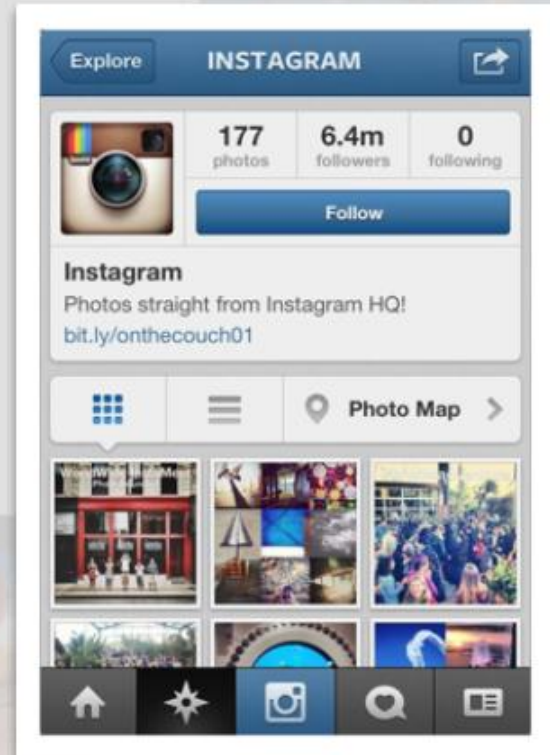 Explore INSTAGRAM
177 6.4m 0
photos followers following
Follow
Instagram
Photos straight from Instagram HQ!
bit.ly/onthecouch01
Photo Map